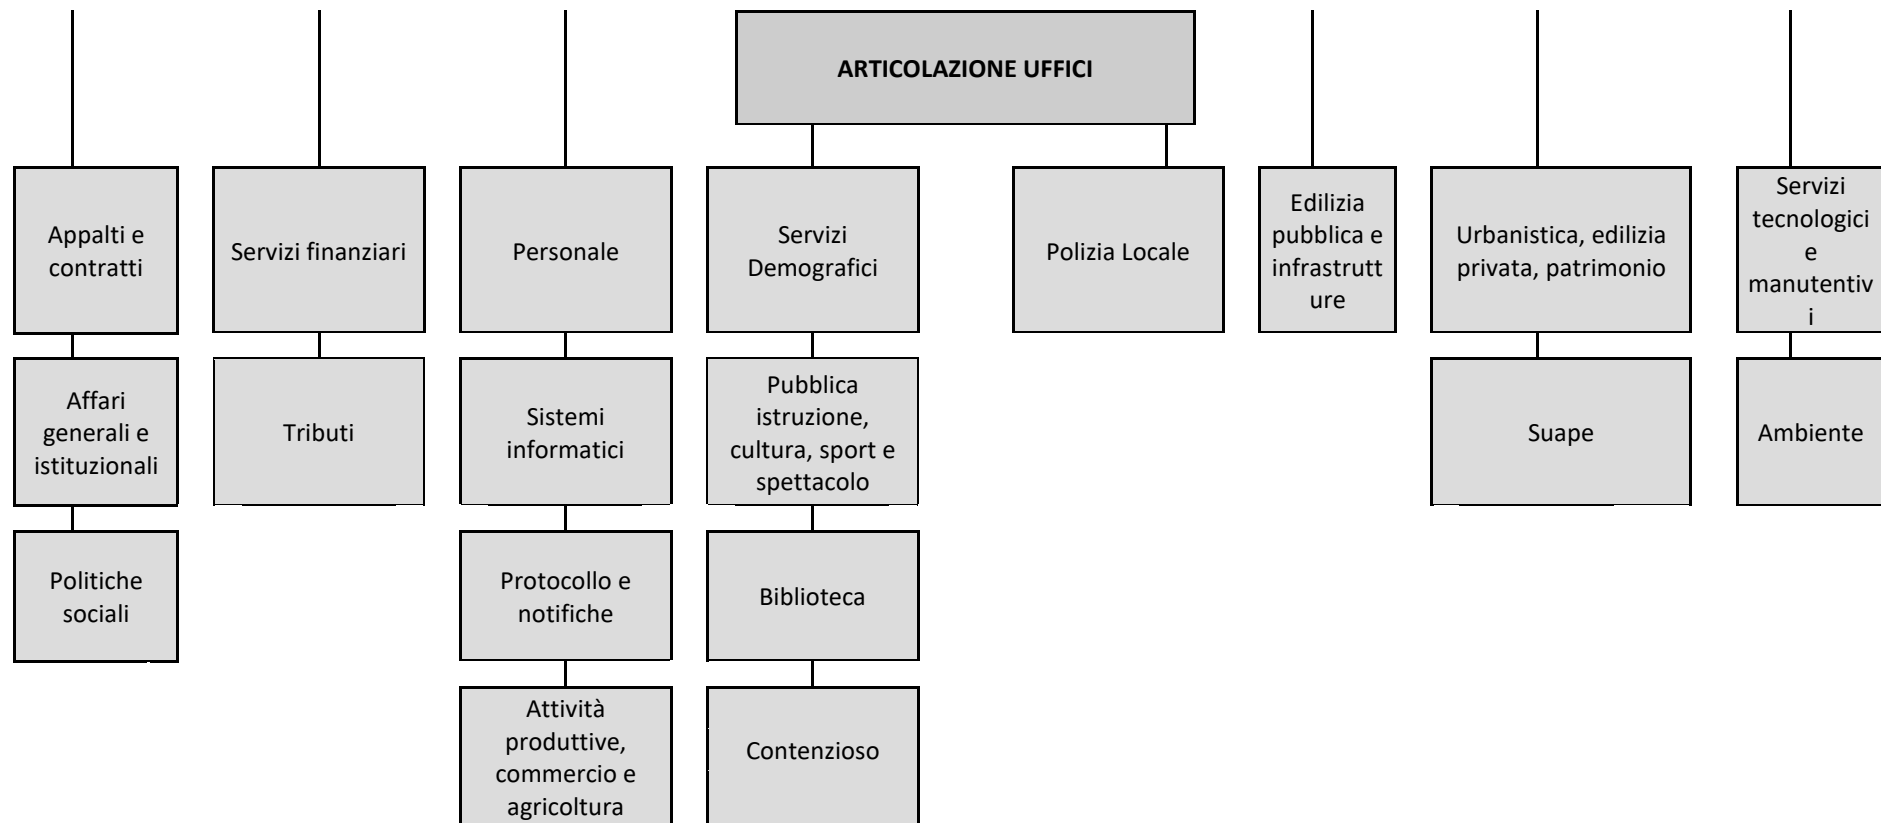 ARTICOLAZIONE UFFICI
Appalti e
contratti
Servizi finanziari
Personale
Servizi
Demografici
Polizia Locale
Edilizia
pubblica e
infrastrutt
ure
Urbanistica, edilizia
privata, patrimonio
Servizi
tecnologici
e
manutentiv
i
Affari
generali e
istituzionali
Tributi
Sistemi
informatici
Pubblica
istruzione,
cultura, sport e
spettacolo
Suape
Ambiente
Politiche
sociali
Protocollo e
notifiche
Biblioteca
Attività
produttive,
commercio e
agricoltura
Contenzioso